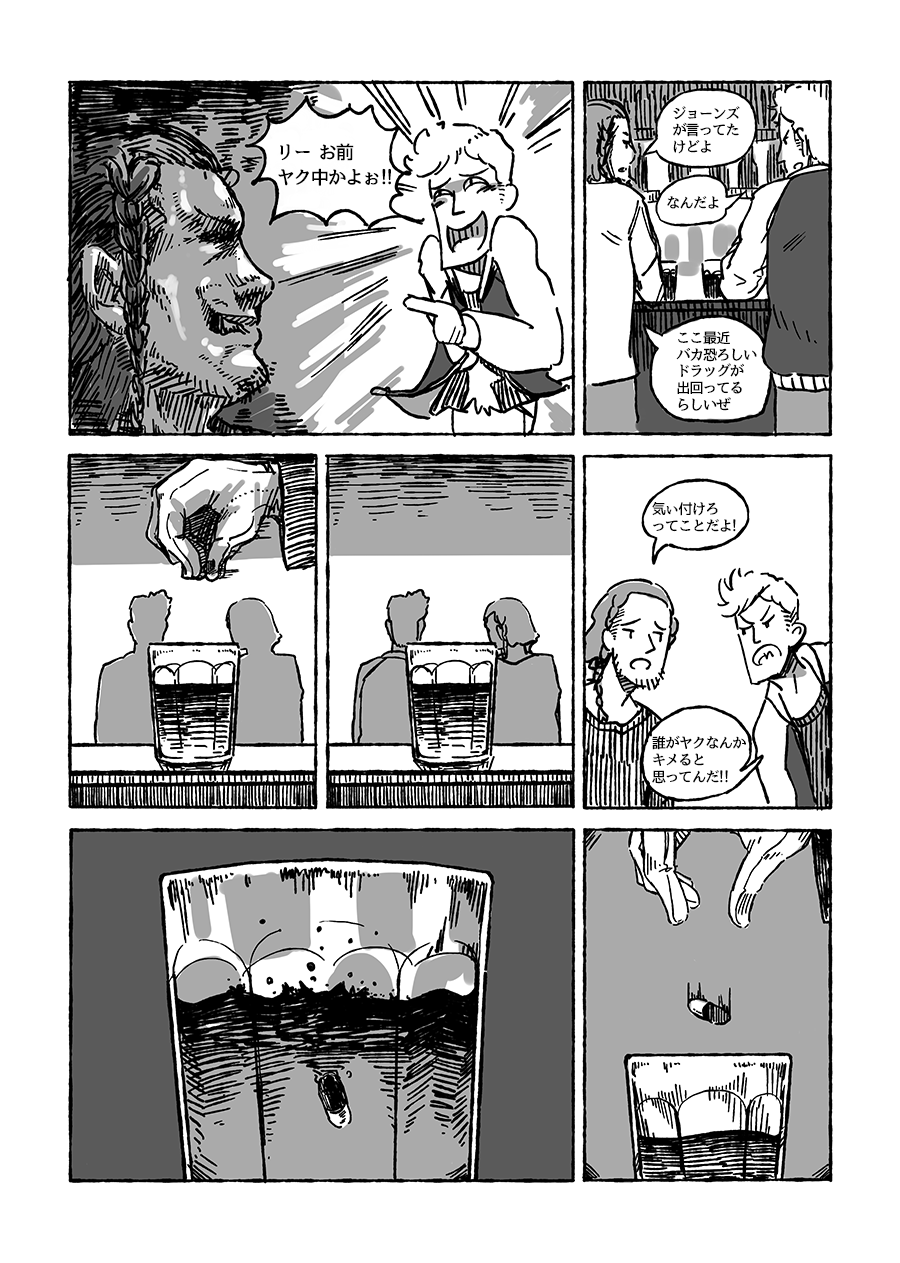 ジョーンズ
が言ってた
けどよ
なんだよ
ここ最近
バカ恐ろしい
ドラッグが
出回ってる
らしいぜ
リー お前
ヤク中かよぉ!!
気ぃ付けろ
ってことだよ!
誰がヤクなんか
キメると
思ってんだ!!